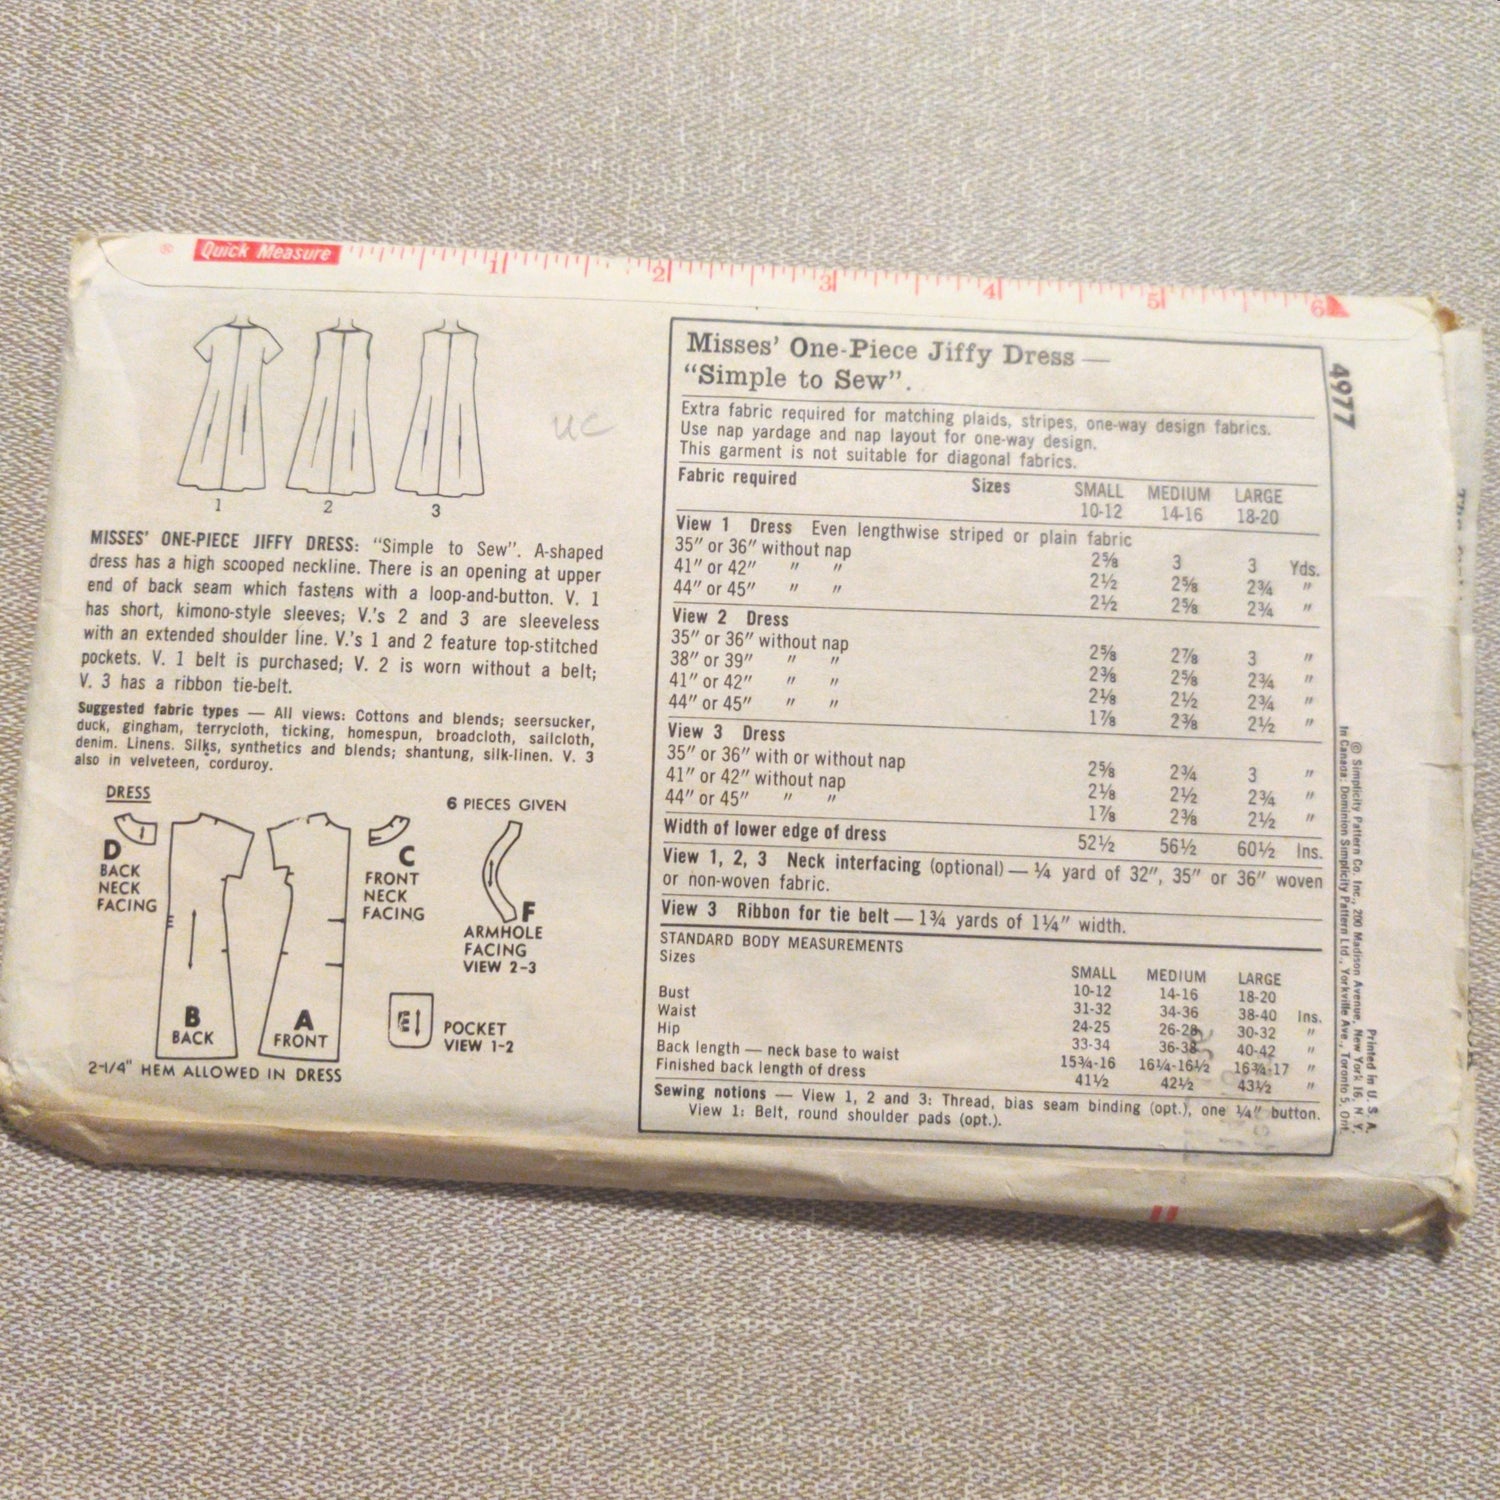 ® Quick Measure 1 2 3 4 5 6
1 2 3
uc
MISSES' ONE-PIECE JIFFY DRESS: "Simple to Sew". A-shaped
dress has a high scooped neckline. There is an opening at upper
end of back seam which fastens with a loop-and-button. V. 1
has short, kimono-style sleeves; V.'s 2 and 3 are sleeveless
with an extended shoulder line. V.'s 1 and 2 feature top-stitched
pockets. V. 1 belt is purchased; V. 2 is worn without a belt;
V. 3 has a ribbon tie-belt.
Suggested fabric types — All views: Cottons and blends; seersucker,
duck, gingham, terrycloth, ticking, homespun, broadcloth, sailcloth,
denim. Linens. Silks, synthetics and blends; shantung, silk-linen. V. 3
also in velveteen, corduroy.
DRESS
6 PIECES GIVEN
D
BACK
NECK
FACING
B
BACK
A
FRONT
C
FRONT
NECK
FACING
F
ARMHOLE
FACING
VIEW 2-3
E
POCKET
VIEW 1-2
2-1/4" HEM ALLOWED IN DRESS
Misses' One-Piece Jiffy Dress —
"Simple to Sew".
Extra fabric required for matching plaids, stripes, one-way design fabrics.
Use nap yardage and nap layout for one-way design.
This garment is not suitable for diagonal fabrics.
Fabric required Sizes SMALL MEDIUM LARGE
10-12 14-16 18-20
View 1 Dress Even lengthwise striped or plain fabric
35" or 36" without nap 2⅝ 3 3 Yds.
41" or 42" " " 2½ 2⅝ 2¾ "
44" or 45" " " 2½ 2⅝ 2¾ "
View 2 Dress
35" or 36" without nap 2⅝ 2⅞ 3 "
38" or 39" " " 2⅜ 2⅝ 2¾ "
41" or 42" " " 2⅛ 2½ 2¾ "
44" or 45" " " 1⅞ 2⅜ 2½ "
View 3 Dress
35" or 36" with or without nap 2⅝ 2¾ 3 "
41" or 42" without nap 2⅛ 2½ 2¾ "
44" or 45" " " 1⅞ 2⅜ 2½ "
Width of lower edge of dress 52½ 56½ 60½ Ins.
View 1, 2, 3 Neck interfacing (optional) — ¼ yard of 32", 35" or 36" woven
or non-woven fabric.
View 3 Ribbon for tie belt — 1¾ yards of 1¼" width.
STANDARD BODY MEASUREMENTS
Sizes SMALL MEDIUM LARGE
10-12 14-16 18-20
Bust 31-32 34-36 38-40 Ins.
Waist 24-25 26-28 30-32 "
Hip 33-34 36-38 40-42 "
Back length — neck base to waist 15¾-16 16¼-16½ 16¾-17 "
Finished back length of dress 41½ 42½ 43½ "
Sewing notions — View 1, 2 and 3: Thread, bias seam binding (opt.), one ¼" button.
View 1: Belt, round shoulder pads (opt.).
4977
© Simplicity Pattern Co. Inc., 200 Madison Avenue, New York 16, N. Y.
In Canada: Dominion Simplicity Pattern Ltd., Yorkville Ave., Toronto 5, Ont.
Printed in U. S. A.